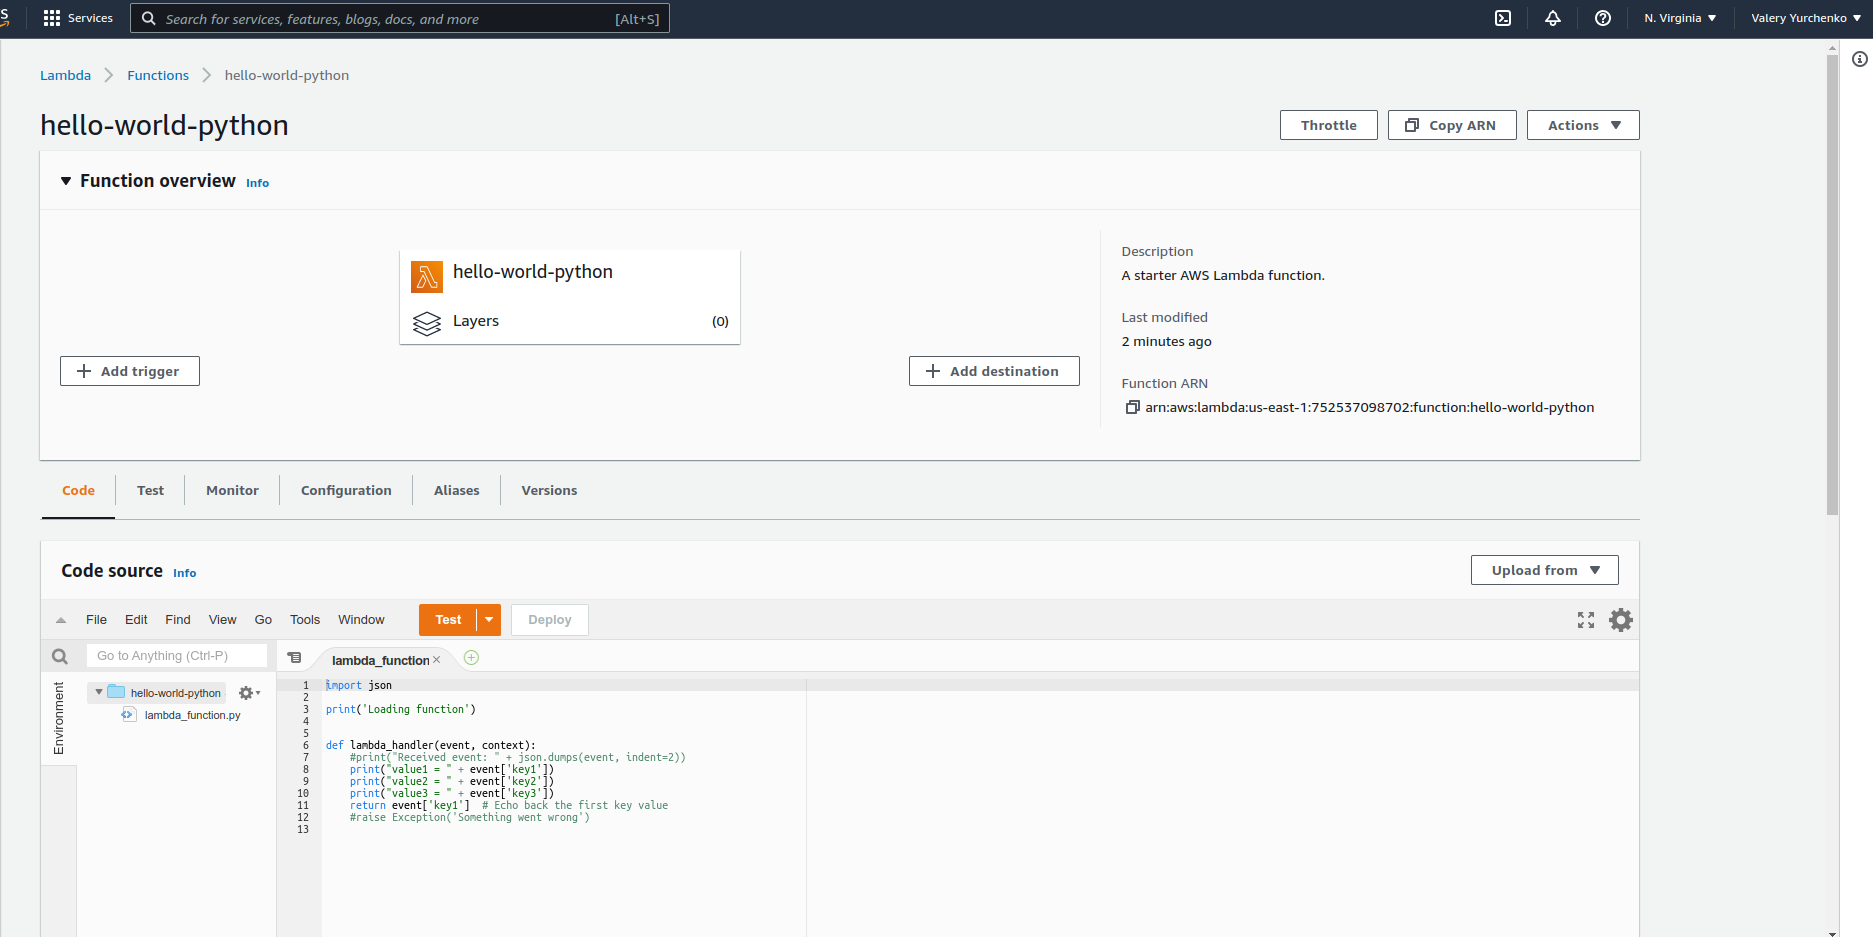 Services
Search for services, features, blogs, docs, and more [Alt+S]
N. Virginia
Valery Yurchenko
Lambda Functions hello-world-python
hello-world-python
Throttle
Copy ARN
Actions
Function overview Info
hello-world-python
Layers (0)
Add trigger
Add destination
Description
A starter AWS Lambda function.
Last modified
2 minutes ago
Function ARN
arn:aws:lambda:us-east-1:752537098702:function:hello-world-python
Code Test Monitor Configuration Aliases Versions
Code source Info
Upload from
File Edit Find View Go Tools Window Test Deploy
Go to Anything (Ctrl-P)
lambda_function
Environment
hello-world-python
lambda_function.py
1 import json
2
3 print('Loading function')
4
5
6 def lambda_handler(event, context):
7 #print("Received event: " + json.dumps(event, indent=2))
8 print("value1 = " + event['key1'])
9 print("value2 = " + event['key2'])
10 print("value3 = " + event['key3'])
11 return event['key1'] # Echo back the first key value
12 #raise Exception('Something went wrong')
13